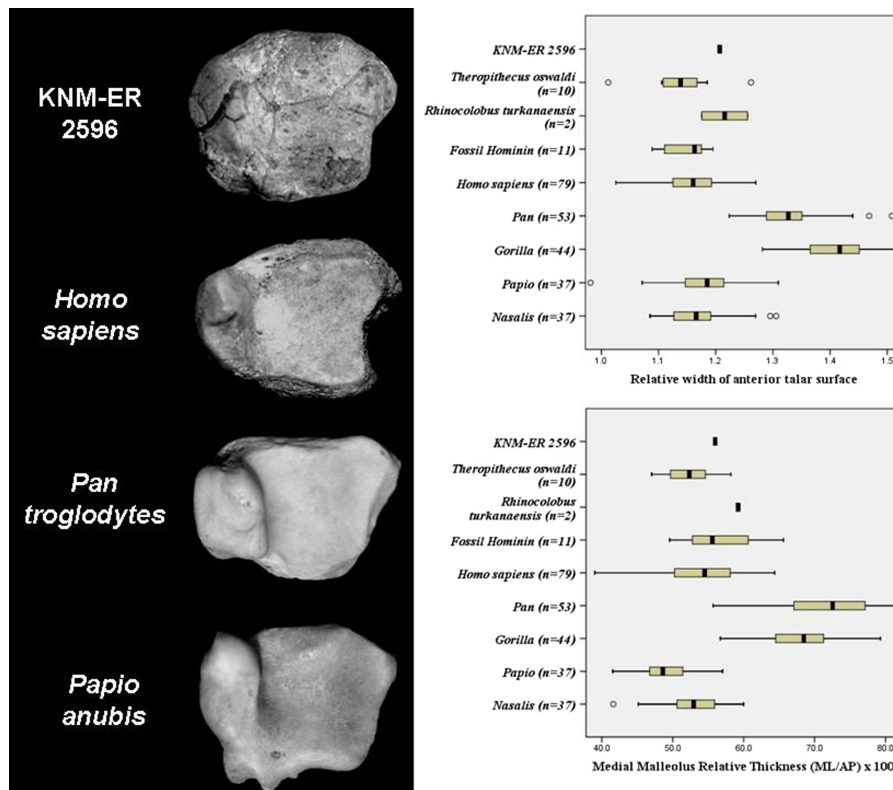 KNM-ER
2596
Homo
sapiens
Pan
troglodytes
Papio
anubis
KNM-ER 2596
Theropithecus oswaldi
(n=10)
Rhinocolobus turkanaensis
(n=2)
Fossil Hominin (n=11)
Homo sapiens (n=79)
Pan (n=53)
Gorilla (n=44)
Papio (n=37)
Nasalis (n=37)
1.0 1.1 1.2 1.3 1.4 1.5
Relative width of anterior talar surface
KNM-ER 2596
Theropithecus oswaldi
(n=10)
Rhinocolobus
turkanaensis (n=2)
Fossil Hominin (n=11)
Homo sapiens (n=79)
Pan (n=53)
Gorilla (n=44)
Papio (n=37)
Nasalis (n=37)
40.0 50.0 60.0 70.0 80.0
Medial Malleolus Relative Thickness (ML/AP) x 100